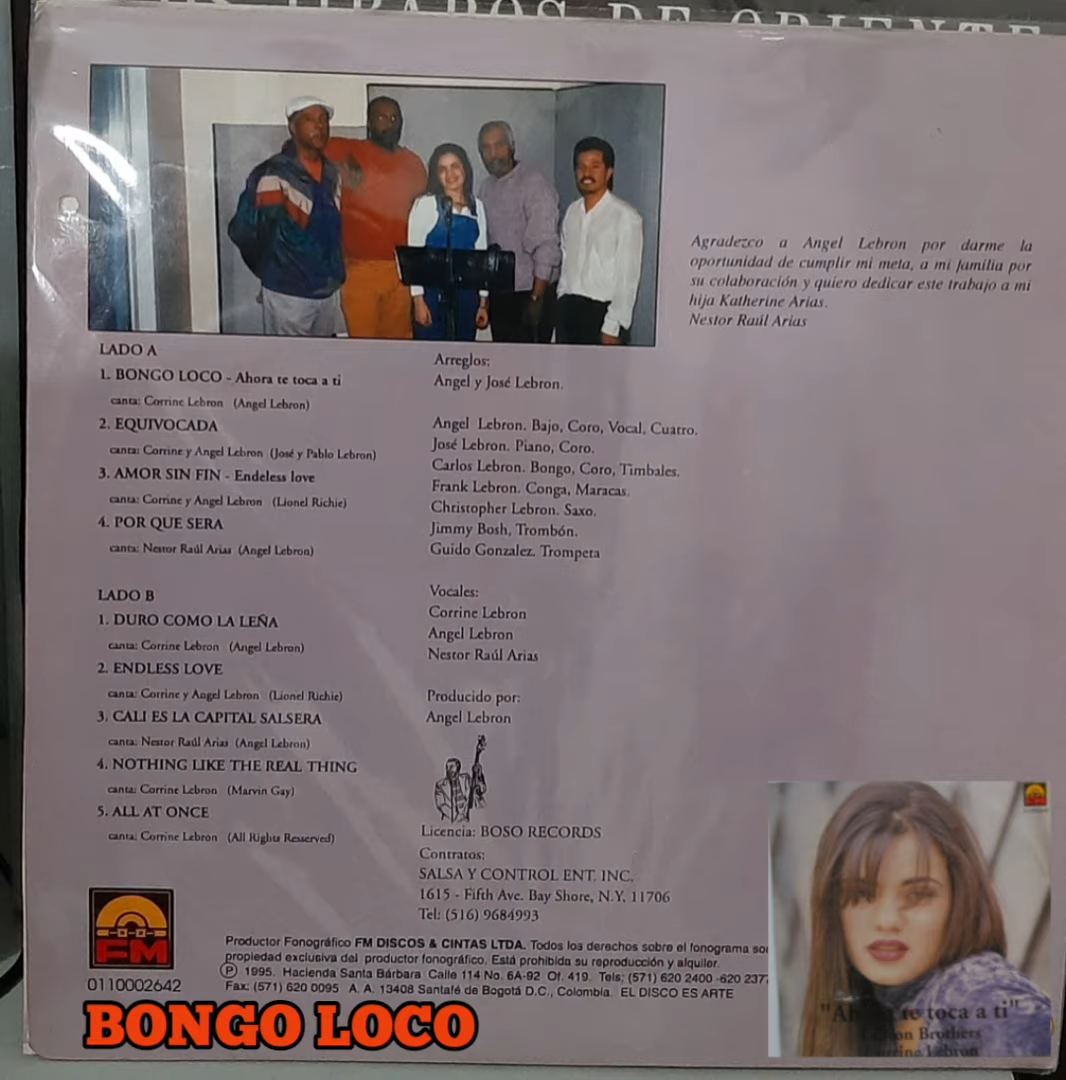 DE ORIENTE
Agradezco a Angel Lebron por darme la
oportunidad de cumplir mi meta, a mi familia por
su colaboración y quiero dedicar este trabajo a mi
hija Katherine Arias.
Nestor Raúl Arias
LADO A
1. BONGO LOCO - Ahora te toca a ti
canta: Corrine Lebron (Angel Lebron)
2. EQUIVOCADA
canta: Corrine y Angel Lebron (José y Pablo Lebron)
3. AMOR SIN FIN - Endeless love
canta: Corrine y Angel Lebron (Lionel Richie)
4. POR QUE SERA
canta: Nestor Raúl Arias (Angel Lebron)
LADO B
1. DURO COMO LA LEÑA
canta: Corrine Lebron (Angel Lebron)
2. ENDLESS LOVE
canta: Corrine y Angel Lebron (Lionel Richie)
3. CALI ES LA CAPITAL SALSERA
canta: Nestor Raúl Arias (Angel Lebron)
4. NOTHING LIKE THE REAL THING
canta: Corrine Lebron (Marvin Gay)
5. ALL AT ONCE
canta: Corrine Lebron (All Rights Resserved)
Arreglos:
Angel y José Lebron.
Angel Lebron. Bajo, Coro, Vocal, Cuatro.
José Lebron. Piano, Coro.
Carlos Lebron. Bongo, Coro, Timbales.
Frank Lebron. Conga, Maracas.
Christopher Lebron. Saxo.
Jimmy Bosh, Trombón.
Guido Gonzalez. Trompeta
Vocales:
Corrine Lebron
Angel Lebron
Nestor Raúl Arias
Producido por:
Angel Lebron
Licencia: BOSO RECORDS
Contratos:
SALSA Y CONTROL ENT. INC.
1615 - Fifth Ave. Bay Shore, N.Y. 11706
Tel: (516) 9684993
FM
0110002642
Productor Fonográfico FM DISCOS & CINTAS LTDA. Todos los derechos sobre el fonograma
propiedad exclusiva del productor fonográfico. Está prohibida su reproducción y alquiler.
Ⓟ 1995. Hacienda Santa Bárbara Calle 114 No. 6A-92 Of. 419. Tels; (571) 620 2400 -620 2377
Fax: (571) 620 0095 A. A. 13408 Santafé de Bogotá D.C., Colombia. EL DISCO ES ARTE
BONGO LOCO
te toca a ti"
Brothers
Lebron